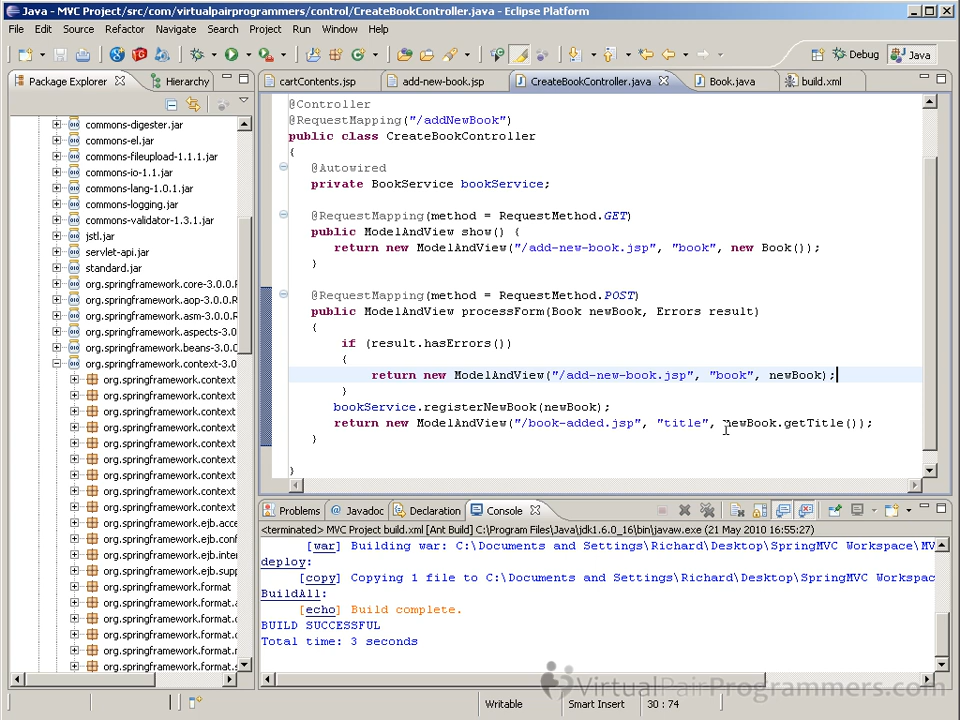 Java - MVC Project/src/com/virtualpairprogrammers/control/CreateBookController.java - Eclipse Platform
File Edit Source Refactor Navigate Search Project Run Window Help
Debug Java
Package Explorer Hierarchy
cartContents.jsp add-new-book.jsp CreateBookController.java Book.java build.xml
commons-digester.jar
commons-el.jar
commons-fileupload-1.1.1.jar
commons-io-1.1.jar
commons-lang-1.0.1.jar
commons-logging.jar
commons-validator-1.3.1.jar
jstl.jar
servlet-api.jar
standard.jar
org.springframework.core-3.0.0.R
org.springframework.aop-3.0.0.R
org.springframework.asm-3.0.0.R
org.springframework.aspects-3.0
org.springframework.beans-3.0.0
org.springframework.context-3.0
org.springframework.context
org.springframework.context
org.springframework.context
org.springframework.context
org.springframework.context
org.springframework.context
org.springframework.context
org.springframework.context
org.springframework.context
org.springframework.ejb.acce
org.springframework.ejb.conf
org.springframework.ejb.inter
org.springframework.ejb.supp
org.springframework.format
org.springframework.format.a
org.springframework.format.d
org.springframework.format.n
org.springframework.format.n
org.springframework.format.s
@Controller
@RequestMapping("/addNewBook")
public class CreateBookController
{
@Autowired
private BookService bookService;
@RequestMapping(method = RequestMethod.GET)
public ModelAndView show() {
return new ModelAndView("/add-new-book.jsp", "book", new Book());
}
@RequestMapping(method = RequestMethod.POST)
public ModelAndView processForm(Book newBook, Errors result)
{
if (result.hasErrors())
{
return new ModelAndView("/add-new-book.jsp", "book", newBook);
}
bookService.registerNewBook(newBook);
return new ModelAndView("/book-added.jsp", "title", newBook.getTitle());
}
}
Problems Javadoc Declaration Console
<terminated> MVC Project build.xml [Ant Build] C:\Program Files\Java\jdk1.6.0_16\bin\javaw.exe (21 May 2010 16:55:27)
[war] Building war: C:\Documents and Settings\Richard\Desktop\SpringMVC Workspace\MV
deploy:
[copy] Copying 1 file to C:\Documents and Settings\Richard\Desktop\SpringMVC Workspac
BuildAll:
[echo] Build complete.
BUILD SUCCESSFUL
Total time: 3 seconds
VirtualPairProgrammers.com
Writable Smart Insert 30 : 74